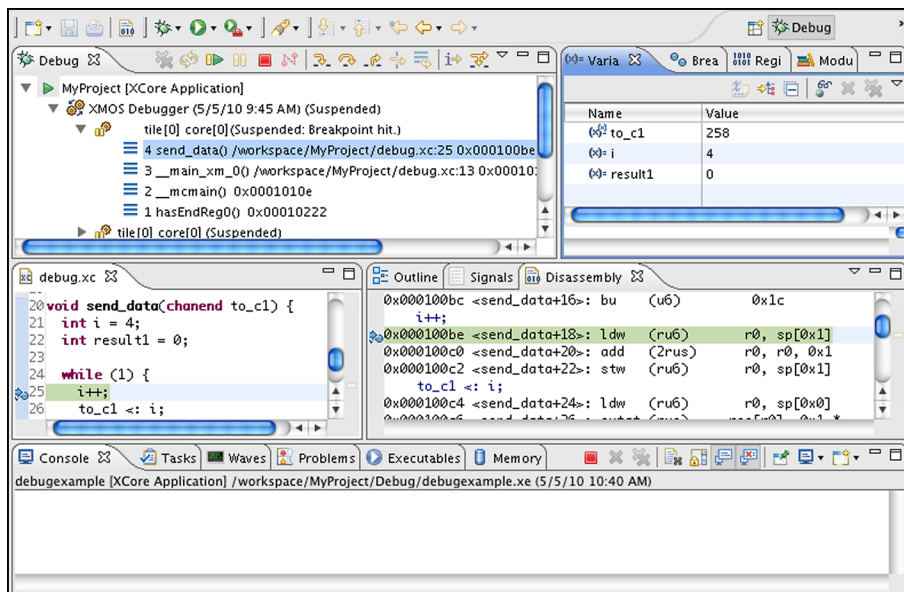 Debug
»
Debug
MyProject [XCore Application]
XMOS Debugger (5/5/10 9:45 AM) (Suspended)
tile[0] core[0](Suspended: Breakpoint hit.)
4 send_data() /workspace/MyProject/debug.xc:25 0x000100be
3 __main_xm_0() /workspace/MyProject/debug.xc:13 0x00010
2 __mcmain() 0x0001010e
1 hasEndReg0() 0x00010222
tile[0] core[0] (Suspended)
(x)= Varia Brea 1010 0101 Regi Modu
Name Value
(x)= to_c1 258
(x)= i 4
(x)= result1 0
xc debug.xc
20 void send_data(chanend to_c1) {
21 int i = 4;
22 int result1 = 0;
23
24 while (1) {
25 i++;
26 to_c1 <: i;
Outline Signals 010 Disassembly
0x000100bc <send_data+16>: bu (u6) 0x1c
i++;
0x000100be <send_data+18>: ldw (ru6) r0, sp[0x1]
0x000100c0 <send_data+20>: add (2rus) r0, r0, 0x1
0x000100c2 <send_data+22>: stw (ru6) r0, sp[0x1]
to_c1 <: i;
0x000100c4 <send_data+24>: ldw (ru6) r0, sp[0x0]
Console Tasks Waves Problems Executables Memory
debugexample [XCore Application] /workspace/MyProject/Debug/debugexample.xe (5/5/10 10:40 AM)